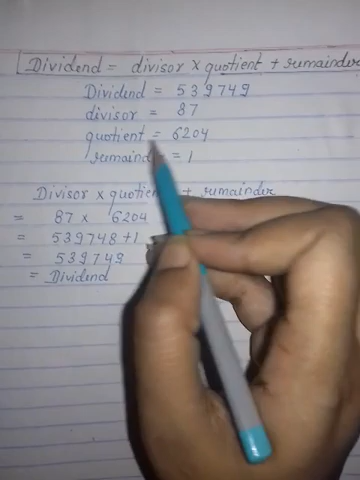 Dividend = divisor x quotient + remainder
Dividend = 539749
divisor = 87
quotient = 6204
remainder = 1
Divisor x quotient + remainder
= 87 x 6204
= 539748 + 1
= 539749
= Dividend